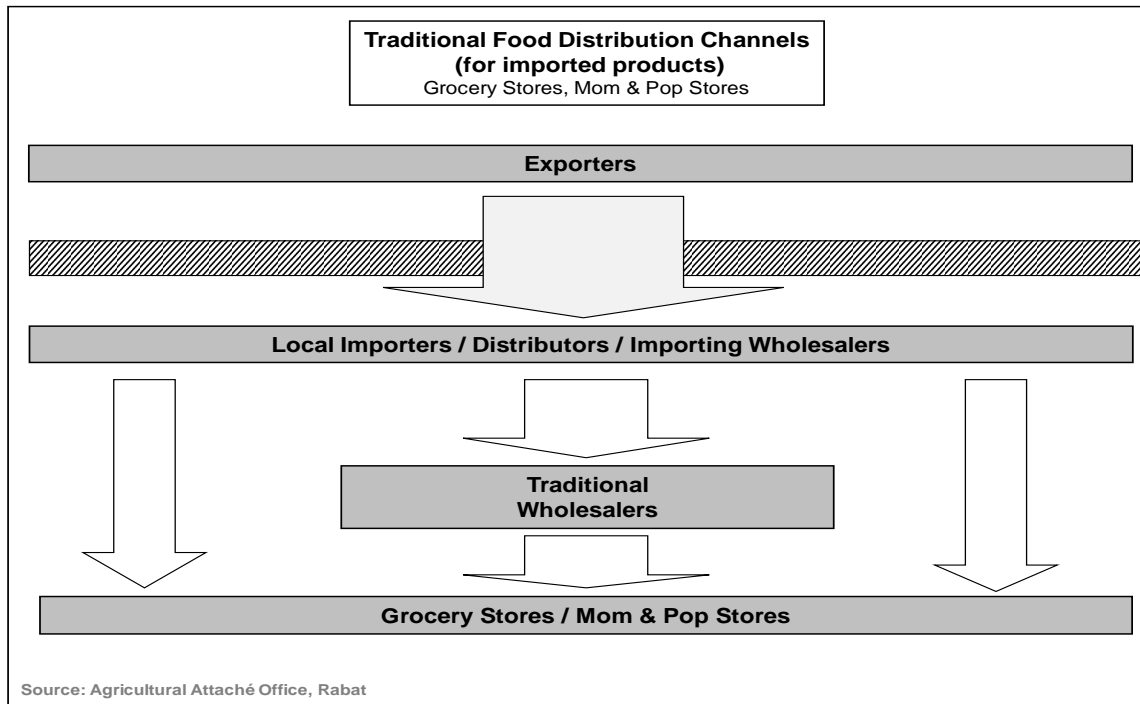 Traditional Food Distribution Channels
(for imported products)
Grocery Stores, Mom & Pop Stores
Exporters
Local Importers / Distributors / Importing Wholesalers
Traditional
Wholesalers
Grocery Stores / Mom & Pop Stores
Source: Agricultural Attaché Office, Rabat